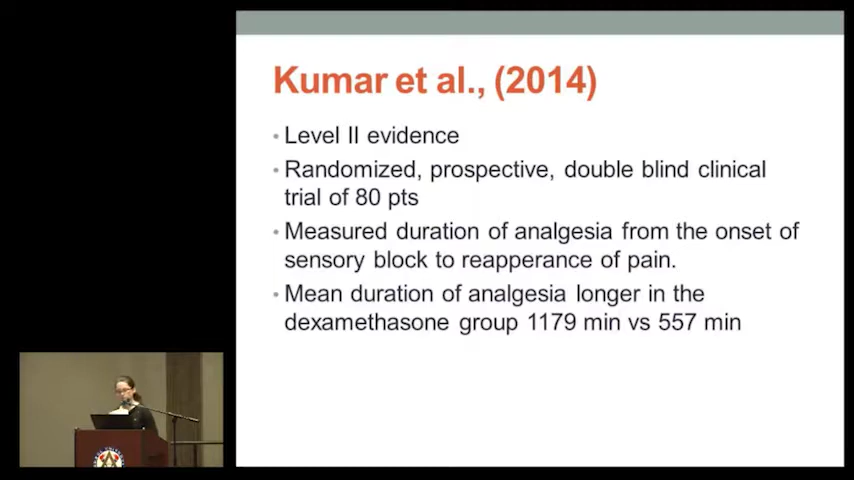 Kumar et al., (2014)
• Level II evidence
• Randomized, prospective, double blind clinical
trial of 80 pts
• Measured duration of analgesia from the onset of
sensory block to reapperance of pain.
• Mean duration of analgesia longer in the
dexamethasone group 1179 min vs 557 min